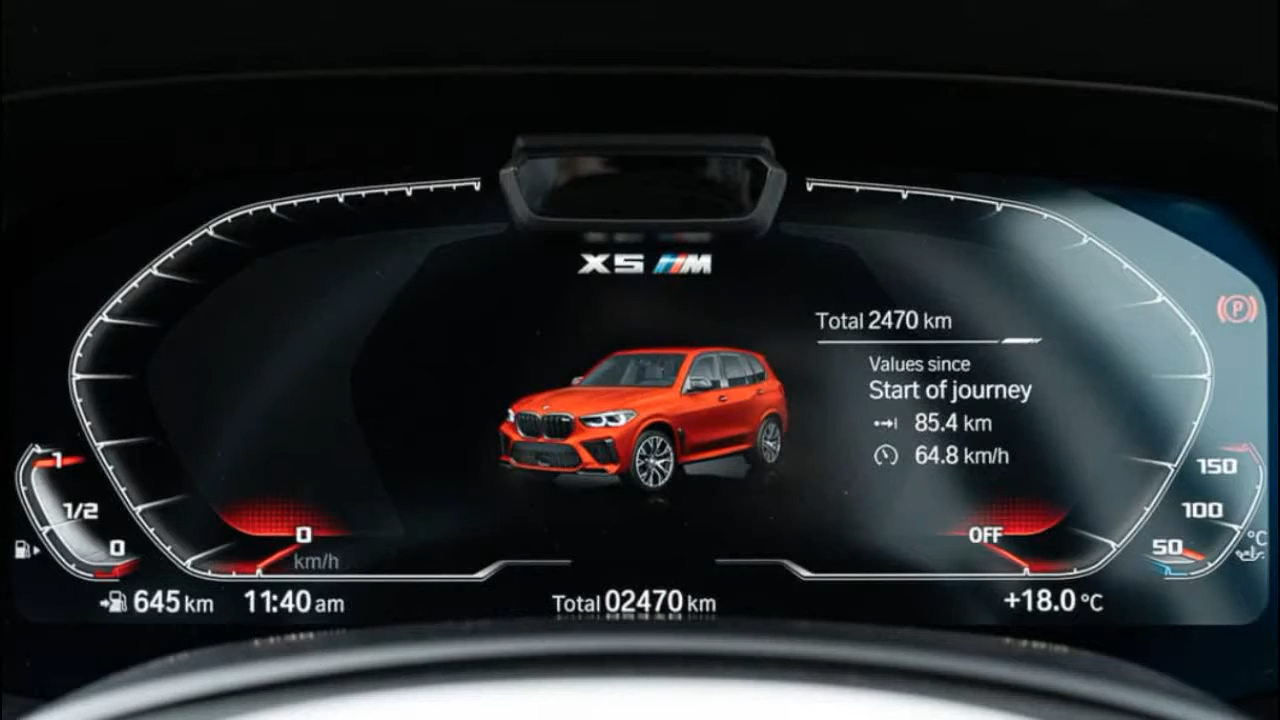 X5 M
Total 2470 km
Values since
Start of journey
85.4 km
64.8 km/h
P
1
1/2
0
0
km/h
OFF
150
100
50
°C
645 km
11:40 am
Total 02470 km
+18.0 °C